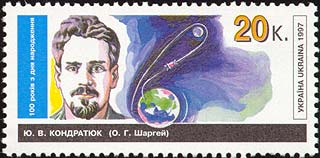 100 років з дня народження
20 К.
УКРАЇНА UKRAINE 1997
Ю. В. КОНДРАТЮК (О. Г. Шаргей)